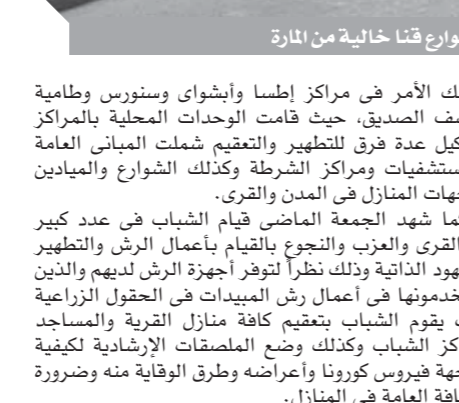 وارع قنا خالية من المارة
ك الأمر فى مراكز إطسا وأبشواى وسنورس وطامية
ف الصديق، حيث قامت الوحدات المحلية بالمراكز
كيل عدة فرق للتطهير والتعقيم شملت المبانى العامة
ستشفيات ومراكز الشرطة وكذلك الشوارع والميادين
جهات المنازل فى المدن والقرى.
ما شهد الجمعة الماضى قيام الشباب فى عدد كبير
القرى والعزب والنجوع بالقيام بأعمال الرش والتطهير
هود الذاتية وذلك نظراً لتوفر أجهزة الرش لديهم والذين
خدمونها فى أعمال رش المبيدات فى الحقول الزراعية
يقوم الشباب بتعقيم كافة منازل القرية والمساجد
كز الشباب وكذلك وضع الملصقات الإرشادية لكيفية
جهة فيروس كورونا وأعراضه وطرق الوقاية منه وضرورة
افة العامة فى المنازل.